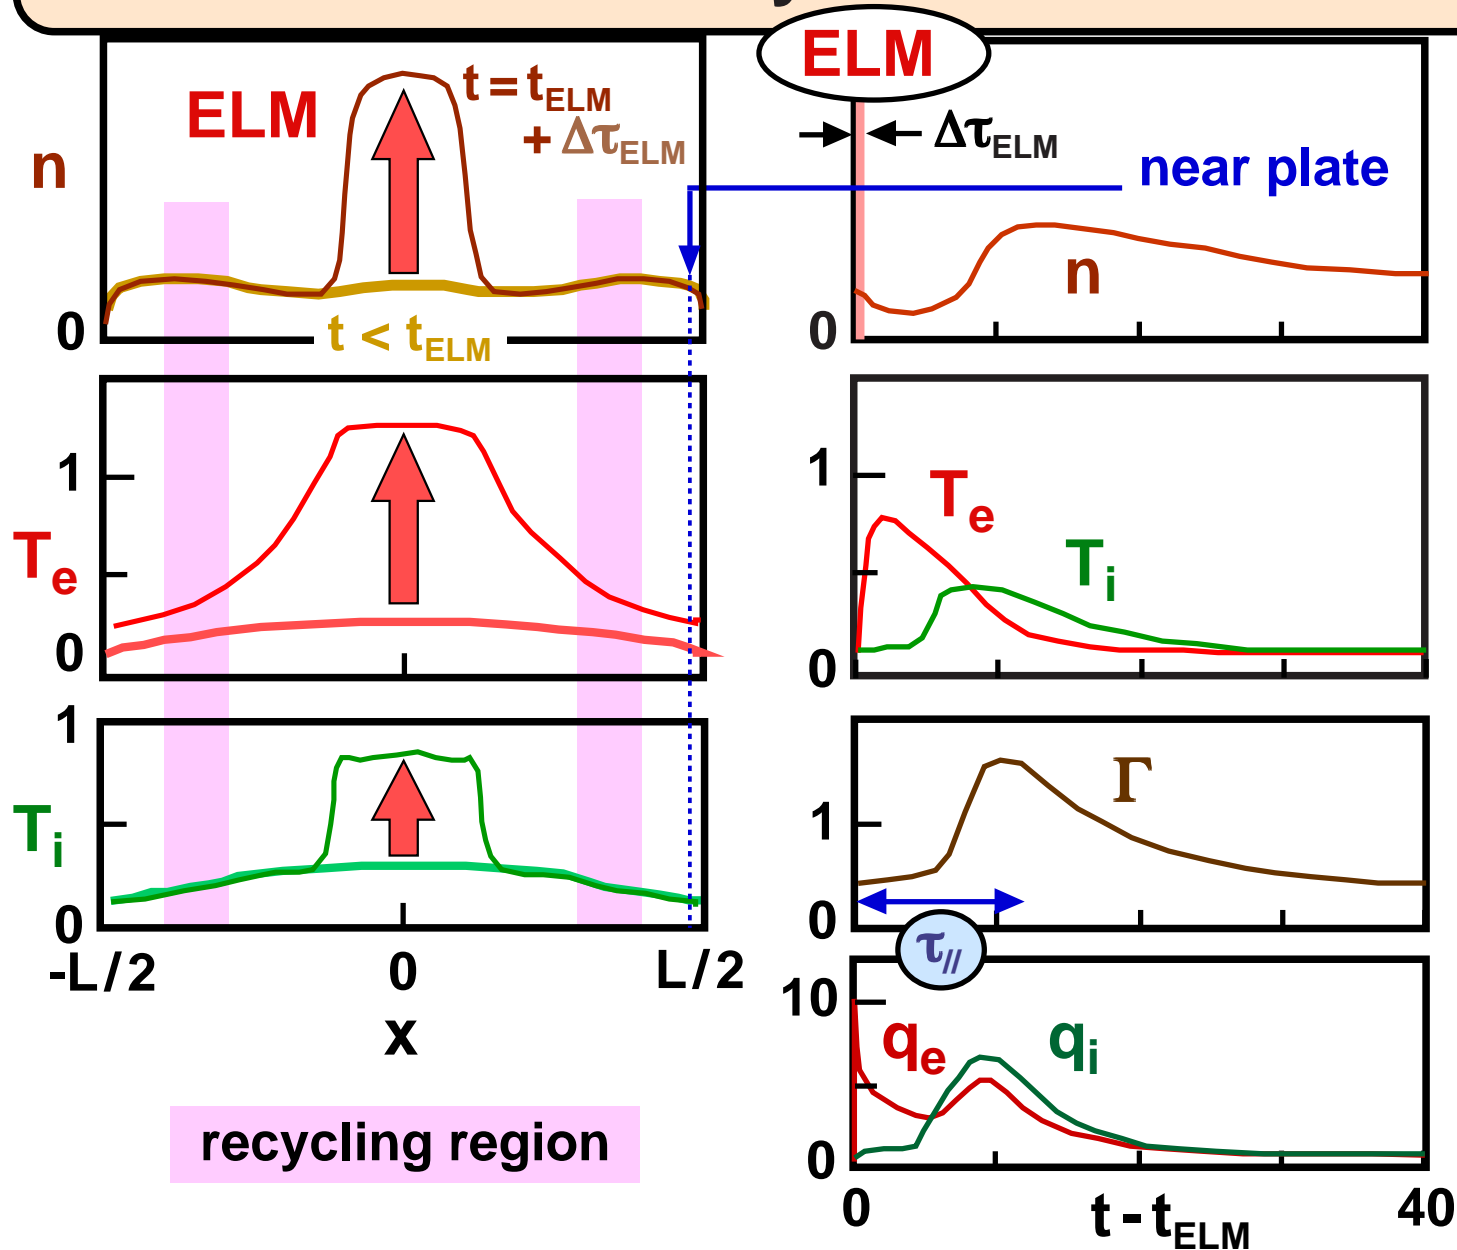 ELM
ELM
t = tELM
+ ΔτELM
ΔτELM
n
near plate
n
0
t < tELM
0
1
Te
0
1
Te
Ti
0
1
Ti
0
-L/2
0
L/2
x
recycling region
1
Γ
0
τ//
10
qe
qi
0
0
t - tELM
40